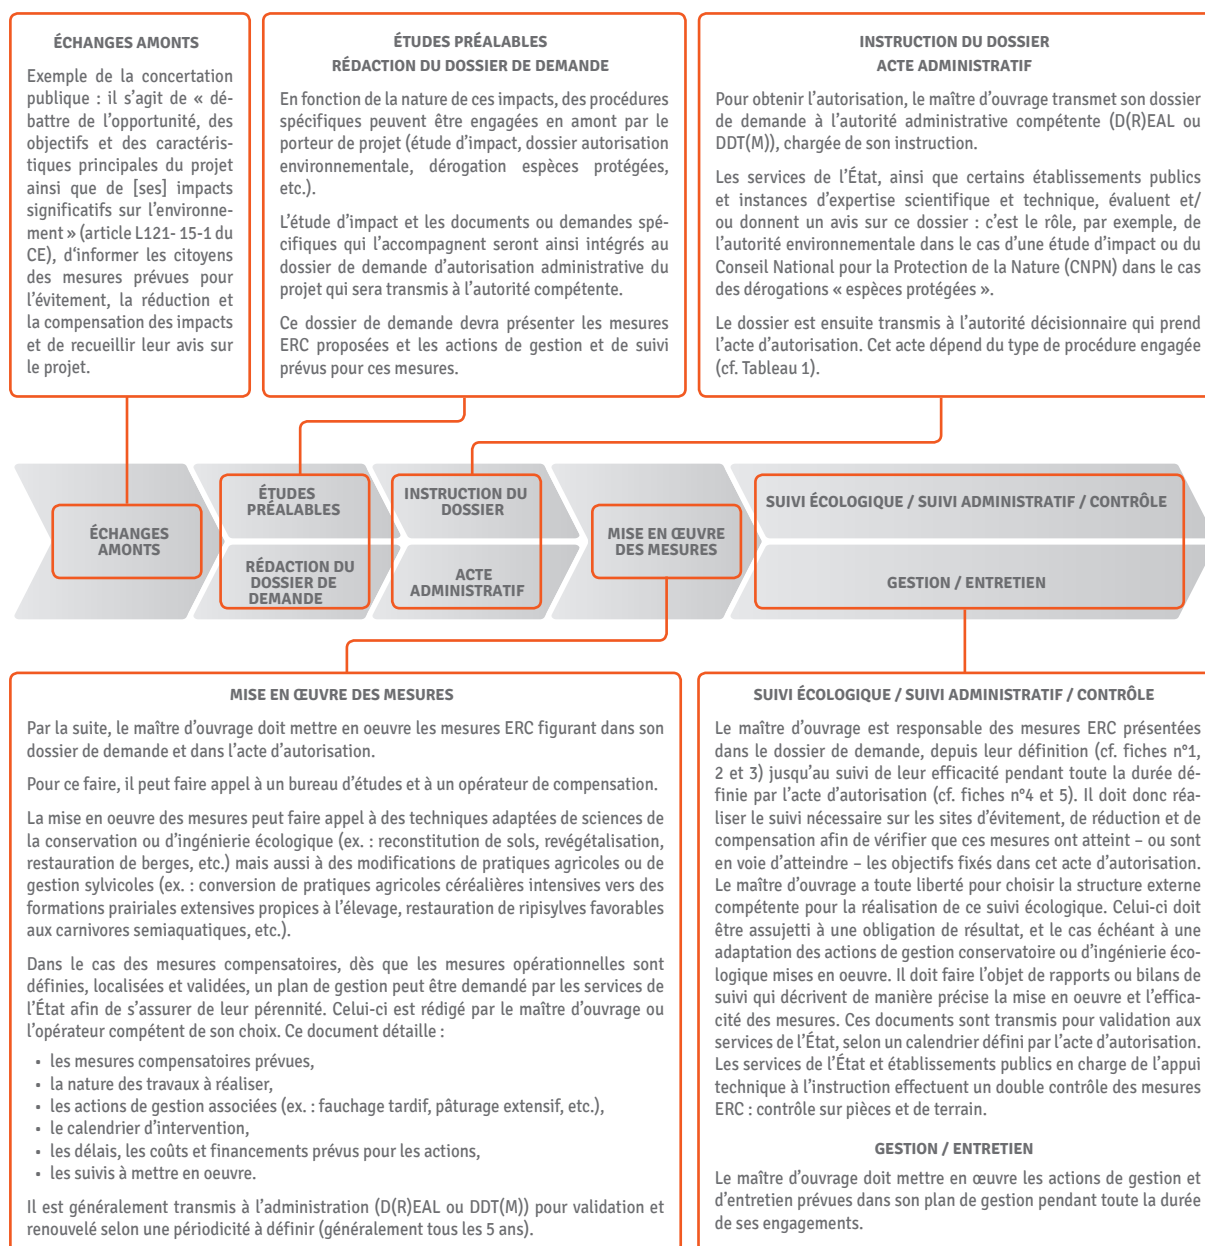 ÉCHANGES AMONTS
Exemple de la concertation
publique : il s'agit de « dé-
battre de l'opportunité, des
objectifs et des caractéris-
tiques principales du projet
ainsi que de [ses] impacts
significatifs sur l'environne-
ment » (article L121- 15-1 du
CE), d'informer les citoyens
des mesures prévues pour
l'évitement, la réduction et
la compensation des impacts
et de recueillir leur avis sur
le projet.
ÉTUDES PRÉALABLES
RÉDACTION DU DOSSIER DE DEMANDE
En fonction de la nature de ces impacts, des procédures
spécifiques peuvent être engagées en amont par le
porteur de projet (étude d'impact, dossier autorisation
environnementale, dérogation espèces protégées,
etc.).
L'étude d'impact et les documents ou demandes spé-
cifiques qui l'accompagnent seront ainsi intégrés au
dossier de demande d'autorisation administrative du
projet qui sera transmis à l'autorité compétente.
Ce dossier de demande devra présenter les mesures
ERC proposées et les actions de gestion et de suivi
prévus pour ces mesures.
INSTRUCTION DU DOSSIER
ACTE ADMINISTRATIF
Pour obtenir l'autorisation, le maître d'ouvrage transmet son dossier
de demande à l'autorité administrative compétente (D(R)EAL ou
DDT(M)), chargée de son instruction.
Les services de l'État, ainsi que certains établissements publics
et instances d'expertise scientifique et technique, évaluent et/
ou donnent un avis sur ce dossier : c'est le rôle, par exemple, de
l'autorité environnementale dans le cas d'une étude d'impact ou du
Conseil National pour la Protection de la Nature (CNPN) dans le cas
des dérogations « espèces protégées ».
Le dossier est ensuite transmis à l'autorité décisionnaire qui prend
l'acte d'autorisation. Cet acte dépend du type de procédure engagée
(cf. Tableau 1).
ÉCHANGES
AMONTS
ÉTUDES
PRÉALABLES
RÉDACTION DU
DOSSIER DE
DEMANDE
INSTRUCTION DU
DOSSIER
ACTE
ADMINISTRATIF
MISE EN ŒUVRE
DES MESURES
SUIVI ÉCOLOGIQUE / SUIVI ADMINISTRATIF / CONTRÔLE
GESTION / ENTRETIEN
MISE EN ŒUVRE DES MESURES
Par la suite, le maître d'ouvrage doit mettre en oeuvre les mesures ERC figurant dans son
dossier de demande et dans l'acte d'autorisation.
Pour ce faire, il peut faire appel à un bureau d'études et à un opérateur de compensation.
La mise en oeuvre des mesures peut faire appel à des techniques adaptées de sciences de
la conservation ou d'ingénierie écologique (ex. : reconstitution de sols, revégétalisation,
restauration de berges, etc.) mais aussi à des modifications de pratiques agricoles ou de
gestion sylvicoles (ex. : conversion de pratiques agricoles céréalières intensives vers des
formations prairiales extensives propices à l'élevage, restauration de ripisylves favorables
aux carnivores semiaquatiques, etc.).
Dans le cas des mesures compensatoires, dès que les mesures opérationnelles sont
définies, localisées et validées, un plan de gestion peut être demandé par les services de
l'État afin de s'assurer de leur pérennité. Celui-ci est rédigé par le maître d'ouvrage ou
l'opérateur compétent de son choix. Ce document détaille :
• les mesures compensatoires prévues,
• la nature des travaux à réaliser,
• les actions de gestion associées (ex. : fauchage tardif, pâturage extensif, etc.),
• le calendrier d'intervention,
• les délais, les coûts et financements prévus pour les actions,
• les suivis à mettre en oeuvre.
Il est généralement transmis à l'administration (D(R)EAL ou DDT(M)) pour validation et
renouvelé selon une périodicité à définir (généralement tous les 5 ans).
SUIVI ÉCOLOGIQUE / SUIVI ADMINISTRATIF / CONTRÔLE
Le maître d'ouvrage est responsable des mesures ERC présentées
dans le dossier de demande, depuis leur définition (cf. fiches n°1,
2 et 3) jusqu'au suivi de leur efficacité pendant toute la durée dé-
finie par l'acte d'autorisation (cf. fiches n°4 et 5). Il doit donc réa-
liser le suivi nécessaire sur les sites d'évitement, de réduction et de
compensation afin de vérifier que ces mesures ont atteint – ou sont
en voie d'atteindre – les objectifs fixés dans cet acte d'autorisation.
Le maître d'ouvrage a toute liberté pour choisir la structure externe
compétente pour la réalisation de ce suivi écologique. Celui-ci doit
être assujetti à une obligation de résultat, et le cas échéant à une
adaptation des actions de gestion conservatoire ou d'ingénierie éco-
logique mises en oeuvre. Il doit faire l'objet de rapports ou bilans de
suivi qui décrivent de manière précise la mise en oeuvre et l'effica-
cité des mesures. Ces documents sont transmis pour validation aux
services de l'État, selon un calendrier défini par l'acte d'autorisation.
Les services de l'État et établissements publics en charge de l'appui
technique à l'instruction effectuent un double contrôle des mesures
ERC : contrôle sur pièces et de terrain.
GESTION / ENTRETIEN
Le maître d'ouvrage doit mettre en œuvre les actions de gestion et
d'entretien prévues dans son plan de gestion pendant toute la durée
de ses engagements.